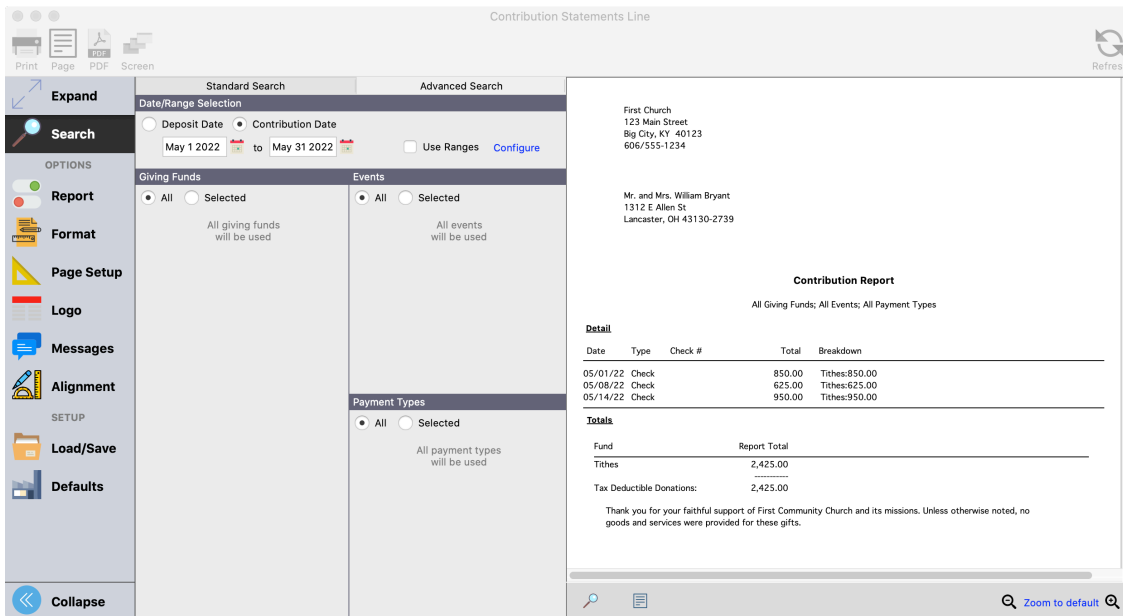 Contribution Statements Line
Print Page PDF Screen
PDF
Refres
Expand
Search
OPTIONS
Report
Format
Page Setup
Logo
Messages
Alignment
SETUP
Load/Save
Defaults
Collapse
Standard Search Advanced Search
Date/Range Selection
Deposit Date Contribution Date
May 1 2022 to May 31 2022 Use Ranges Configure
Giving Funds
All Selected
All giving funds
will be used
Events
All Selected
All events
will be used
Payment Types
All Selected
All payment types
will be used
First Church
123 Main Street
Big City, KY 40123
606/555-1234
Mr. and Mrs. William Bryant
1312 E Allen St
Lancaster, OH 43130-2739
Contribution Report
All Giving Funds; All Events; All Payment Types
Detail
Date Type Check # Total Breakdown
05/01/22 Check 850.00 Tithes:850.00
05/08/22 Check 625.00 Tithes:625.00
05/14/22 Check 950.00 Tithes:950.00
Totals
Fund Report Total
Tithes 2,425.00
-----------
Tax Deductible Donations: 2,425.00
Thank you for your faithful support of First Community Church and its missions. Unless otherwise noted, no
goods and services were provided for these gifts.
Zoom to default